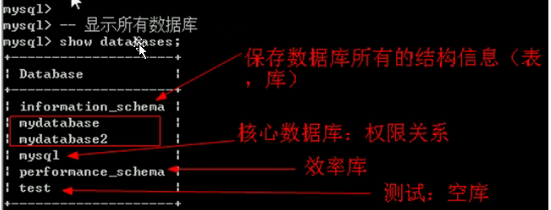 mysql>
mysql> -- 显示所有数据库
mysql> show databases;
+--------------------+
| Database           |
+--------------------+
| information_schema |
| mydatabase         |
| mydatabase2        |
| mysql              |
| performance_schema |
| test               |
+--------------------+
保存数据库所有的结构信息（表
，库）
核心数据库：权限关系
效率库
测试：空库